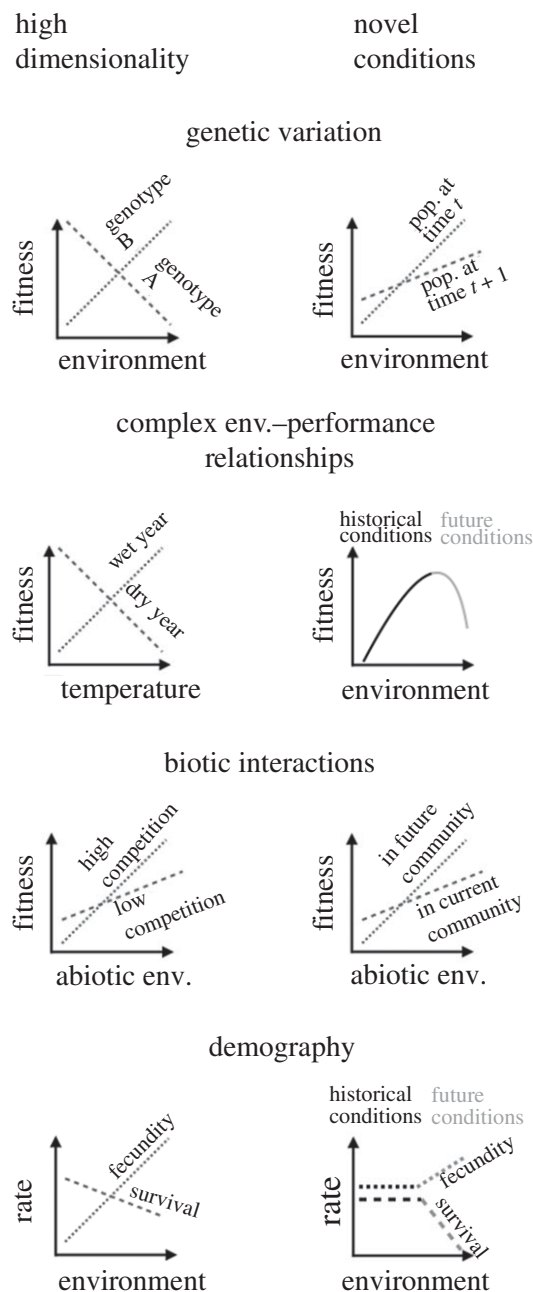 high
dimensionality
novel
conditions
genetic variation
fitness
genotype
B
genotype
A
environment
fitness
pop. at
time t
pop. at
time t + 1
environment
complex env.–performance
relationships
fitness
wet year
dry year
temperature
historical
conditions
future
conditions
fitness
environment
biotic interactions
fitness
high
competition
low
competition
abiotic env.
fitness
in future
community
in current
community
abiotic env.
demography
rate
fecundity
survival
environment
historical
conditions
future
conditions
rate
fecundity
survival
environment